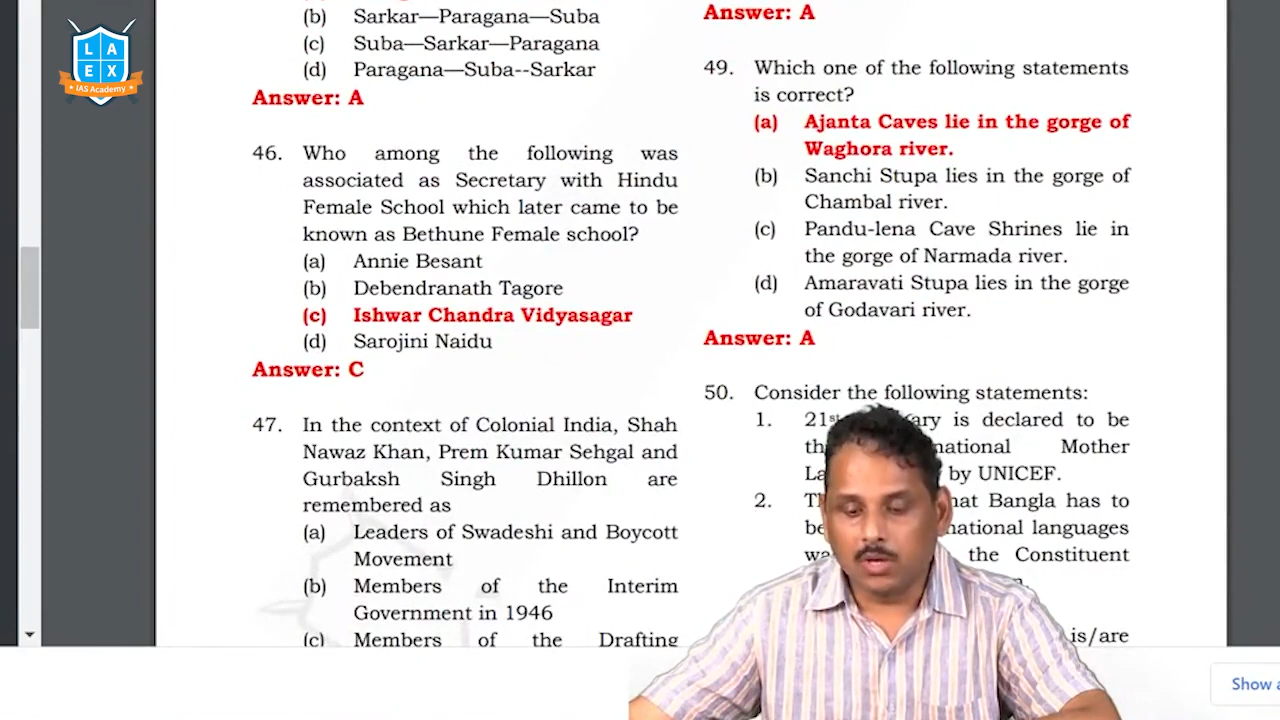 L A
E X
IAS Academy
(b) Sarkar—Paragana—Suba
(c) Suba—Sarkar—Paragana
(d) Paragana—Suba--Sarkar
Answer: A
46. Who among the following was
associated as Secretary with Hindu
Female School which later came to be
known as Bethune Female school?
(a) Annie Besant
(b) Debendranath Tagore
(c) Ishwar Chandra Vidyasagar
(d) Sarojini Naidu
Answer: C
47. In the context of Colonial India, Shah
Nawaz Khan, Prem Kumar Sehgal and
Gurbaksh Singh Dhillon are
remembered as
(a) Leaders of Swadeshi and Boycott
Movement
(b) Members of the Interim
Government in 1946
(c) Members of the Drafting
Answer: A
49. Which one of the following statements
is correct?
(a) Ajanta Caves lie in the gorge of
Waghora river.
(b) Sanchi Stupa lies in the gorge of
Chambal river.
(c) Pandu-lena Cave Shrines lie in
the gorge of Narmada river.
(d) Amaravati Stupa lies in the gorge
of Godavari river.
Answer: A
50. Consider the following statements:
1. 21st is declared to be
Mother
by UNICEF.
2. that Bangla has to
national languages
the Constituent
is/are
Show